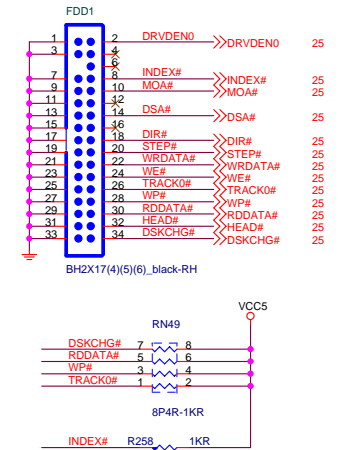 FDD1
1 2 DRVDEN0 DRVDEN0 25
3 4 25
6 25
7 8 INDEX# INDEX# 25
9 10 MOA# MOA# 25
11 12
13 14 DSA# DSA# 25
15 16
17 18 DIR# DIR# 25
19 20 STEP# STEP# 25
21 22 WRDATA# WRDATA# 25
23 24 WE# WE# 25
25 26 TRACK0# TRACK0# 25
27 28 WP# WP# 25
29 30 RDDATA# RDDATA# 25
31 32 HEAD# HEAD# 25
33 34 DSKCHG# DSKCHG# 25
BH2X17(4)(5)(6)_black-RH
VCC5
RN49
DSKCHG# 7 8
RDDATA# 5 6
WP# 3 4
TRACK0# 1 2
8P4R-1KR
INDEX# R258 1KR